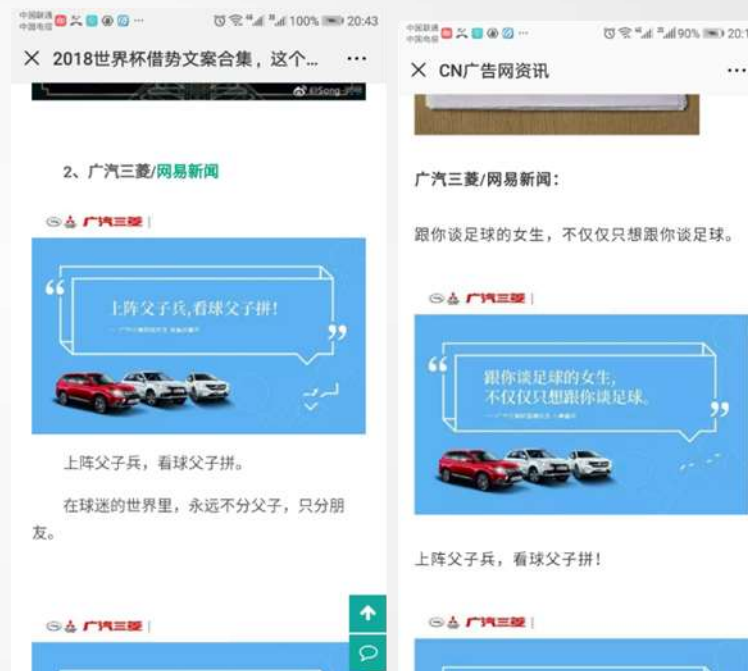 中国联通
中国电信
100%
20:43
2018世界杯借势文案合集，这个...
2、广汽三菱/网易新闻
广汽三菱
上阵父子兵,看球父子拼!
上阵父子兵，看球父子拼。
在球迷的世界里，永远不分父子，只分朋
友。
广汽三菱
中国联通
中国电信
90%
CN广告网资讯
广汽三菱/网易新闻：
跟你谈足球的女生，不仅仅只想跟你谈足球。
广汽三菱
跟你谈足球的女生,
不仅仅只想跟你谈足球。
上阵父子兵，看球父子拼！
广汽三菱